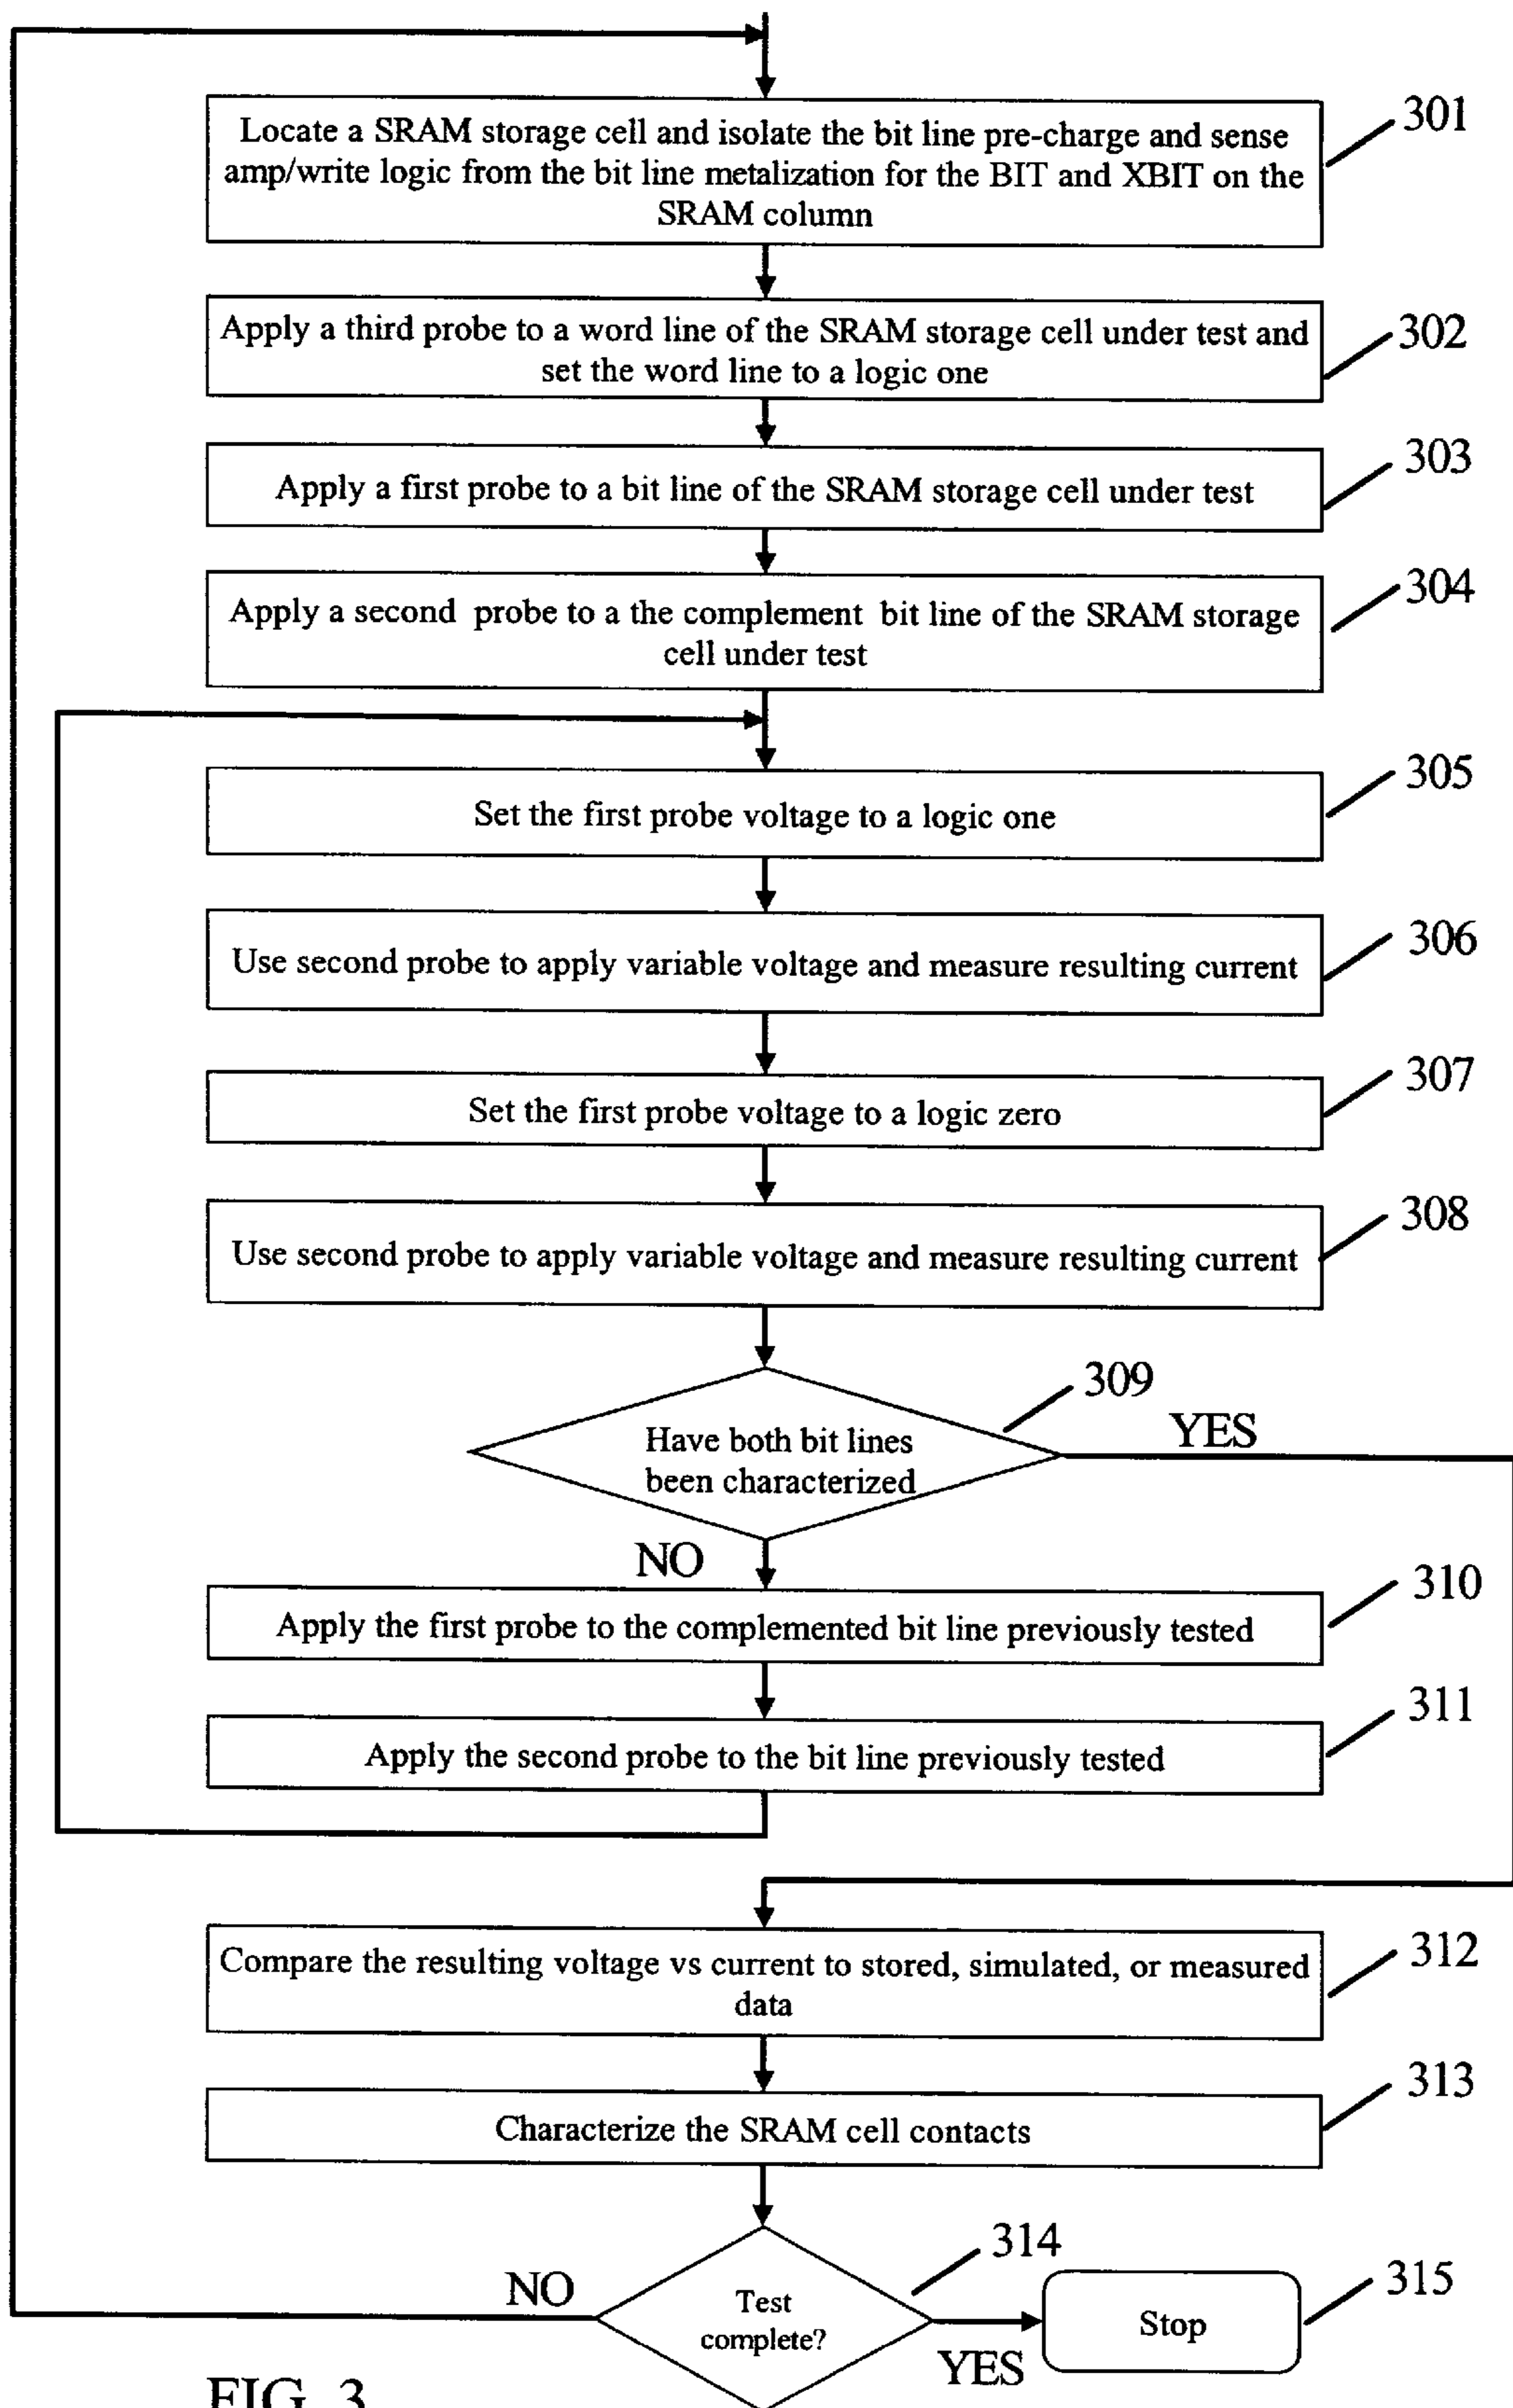 Locate a SRAM storage cell and isolate the bit line pre-charge and sense
amp/write logic from the bit line metalization for the BIT and XBIT on the
SRAM column
301
Apply a third probe to a word line of the SRAM storage cell under test and
set the word line to a logic one
302
Apply a first probe to a bit line of the SRAM storage cell under test
303
Apply a second probe to a the complement bit line of the SRAM storage
cell under test
304
Set the first probe voltage to a logic one
305
Use second probe to apply variable voltage and measure resulting current
306
Set the first probe voltage to a logic zero
307
Use second probe to apply variable voltage and measure resulting current
308
Have both bit lines
been characterized
309
YES
NO
Apply the first probe to the complemented bit line previously tested
310
Apply the second probe to the bit line previously tested
311
Compare the resulting voltage vs current to stored, simulated, or measured
data
312
Characterize the SRAM cell contacts
313
Test
complete?
314
NO
YES
Stop
315
FIG. 3